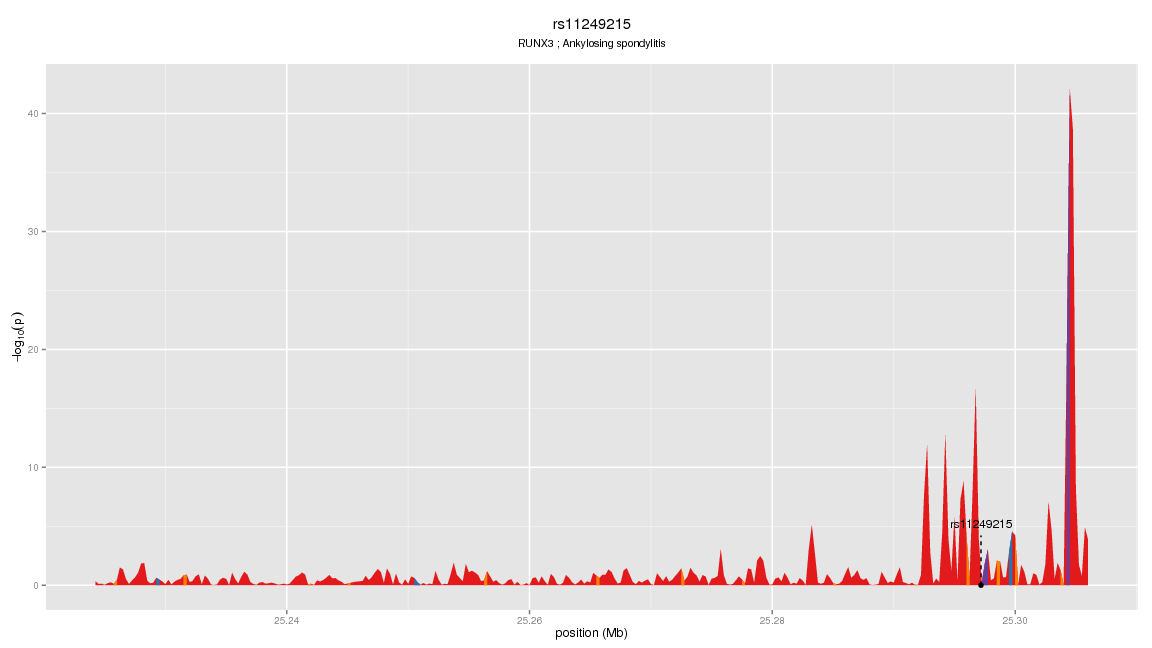 rs11249215
RUNX3 ; Ankylosing spondylitis
40
30
20
10
0
−log10(p)
rs11249215
25.24
25.26
25.28
25.30
position (Mb)